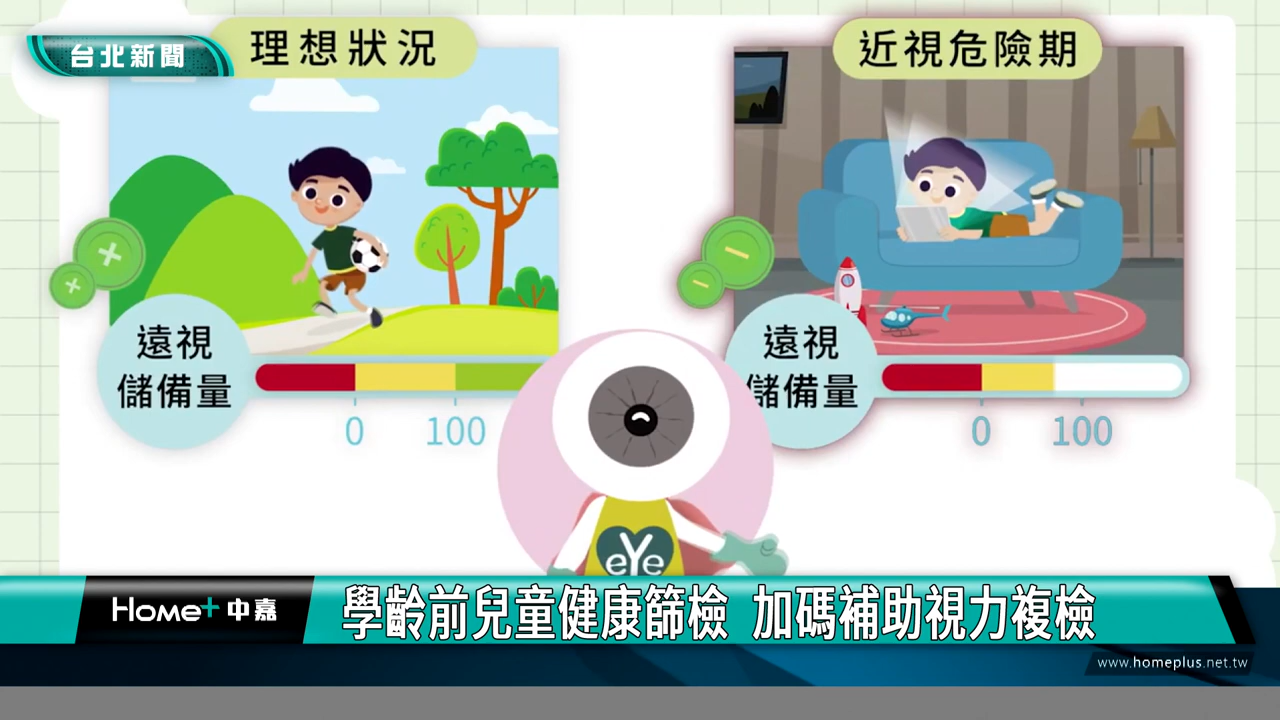 台北新聞
理想狀況
近視危險期
遠視
儲備量
0
100
遠視
儲備量
0
100
eYe
Home+ 中嘉
學齡前兒童健康篩檢 加碼補助視力複檢
www.homeplus.net.tw